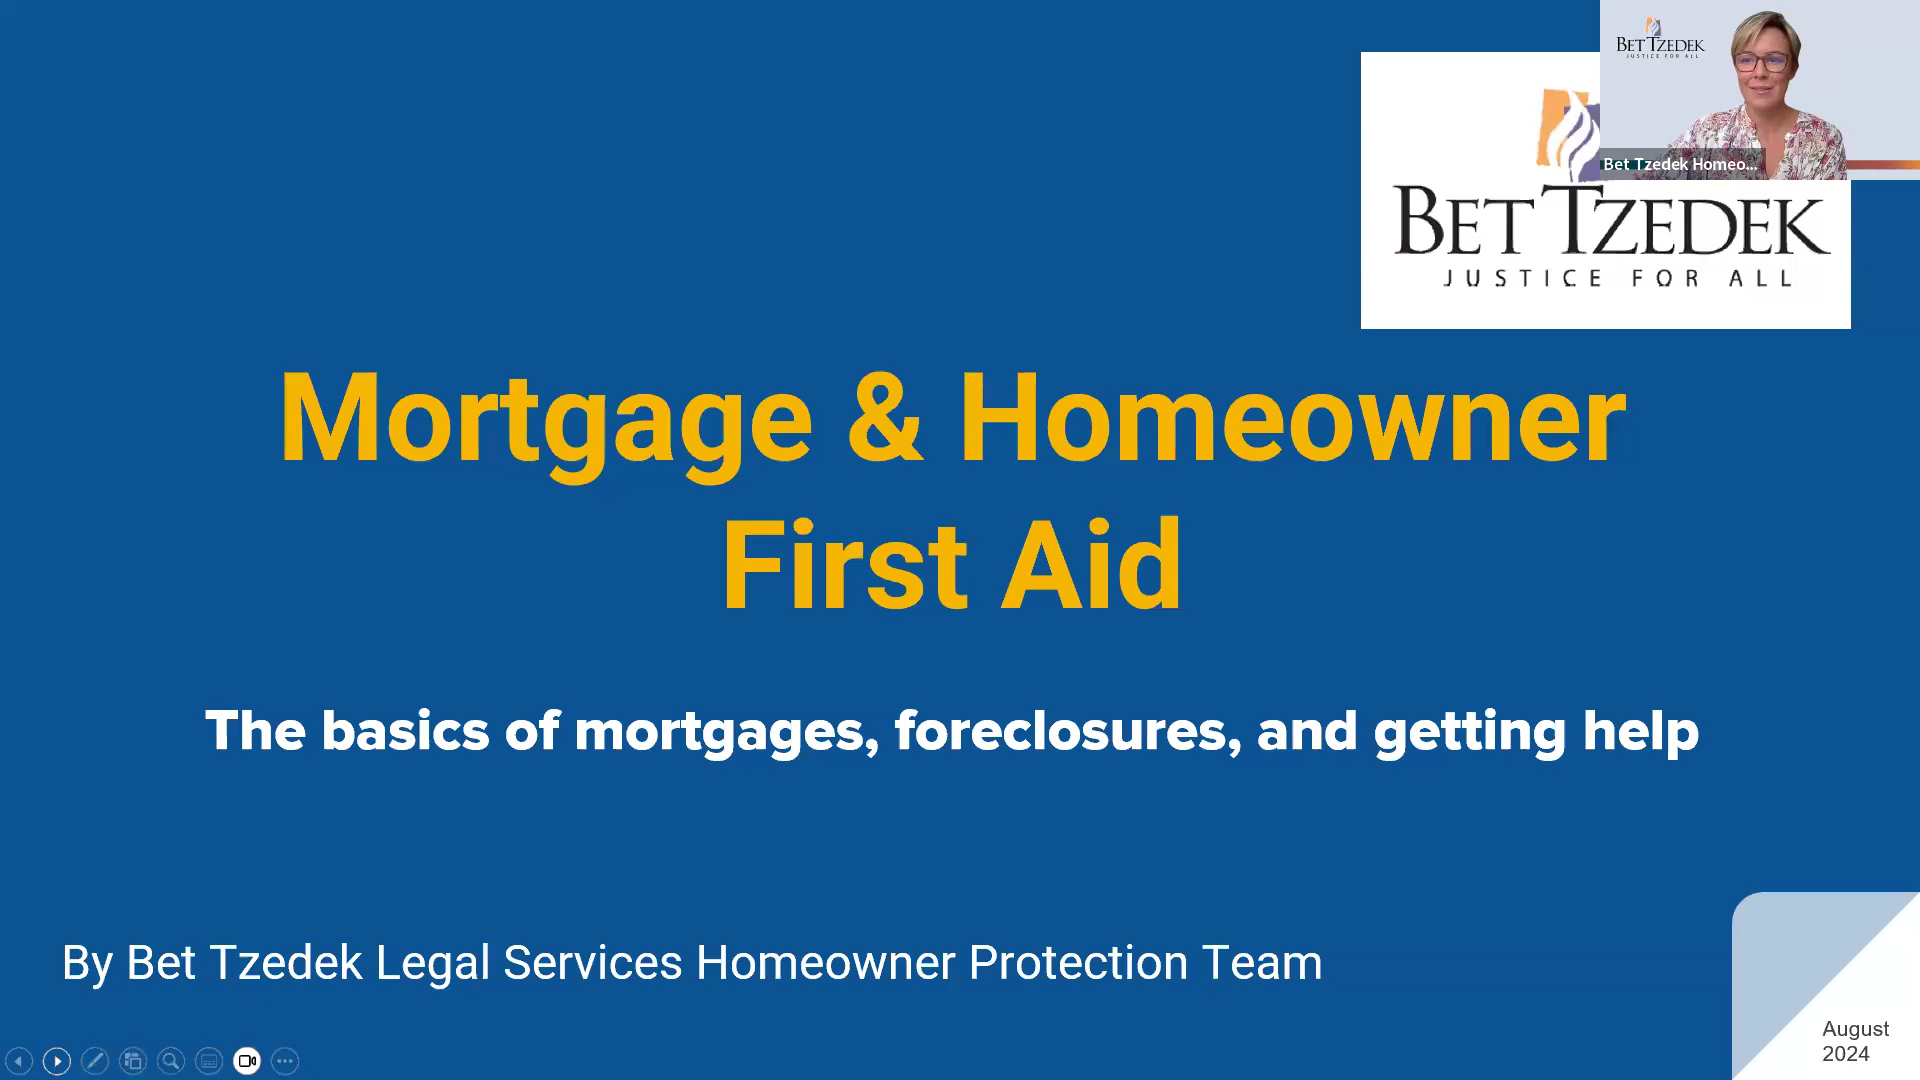 BET TZEDEK
JUSTICE FOR ALL
Bet Tzedek Homeo...
BET TZEDEK
JUSTICE FOR ALL
Mortgage & Homeowner
First Aid
The basics of mortgages, foreclosures, and getting help
By Bet Tzedek Legal Services Homeowner Protection Team
August
2024